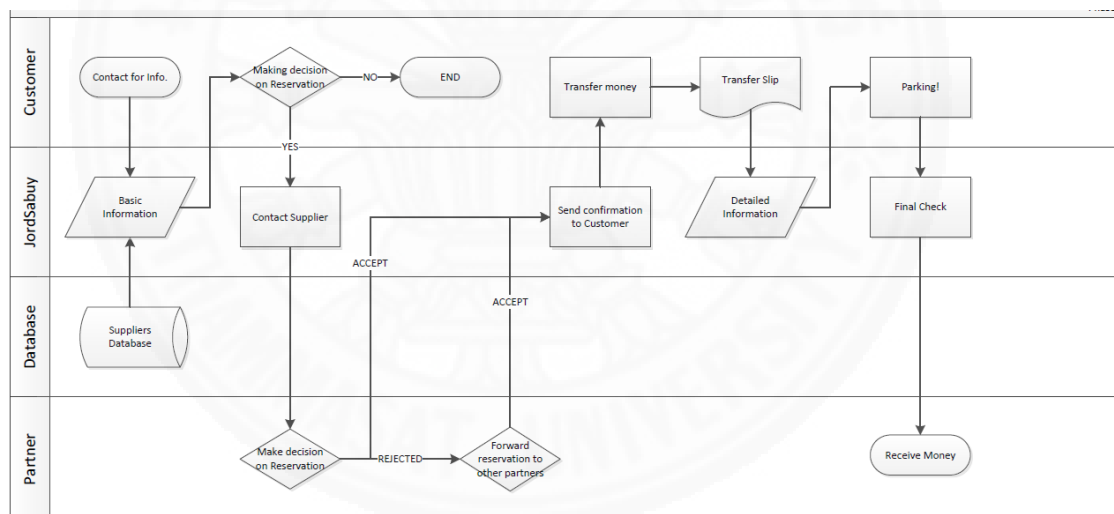 Customer
Contact for Info.
Making decision
on Reservation
NO
END
YES
Transfer money
Transfer Slip
Parking!
JordSabuy
Basic
Information
Contact Supplier
ACCEPT
Send confirmation
to Customer
Detailed
Information
Final Check
Database
Suppliers
Database
ACCEPT
Partner
Make decision
on Reservation
REJECTED
Forward
reservation to
other partners
Receive Money
THAMMASAT UNIVERSITY